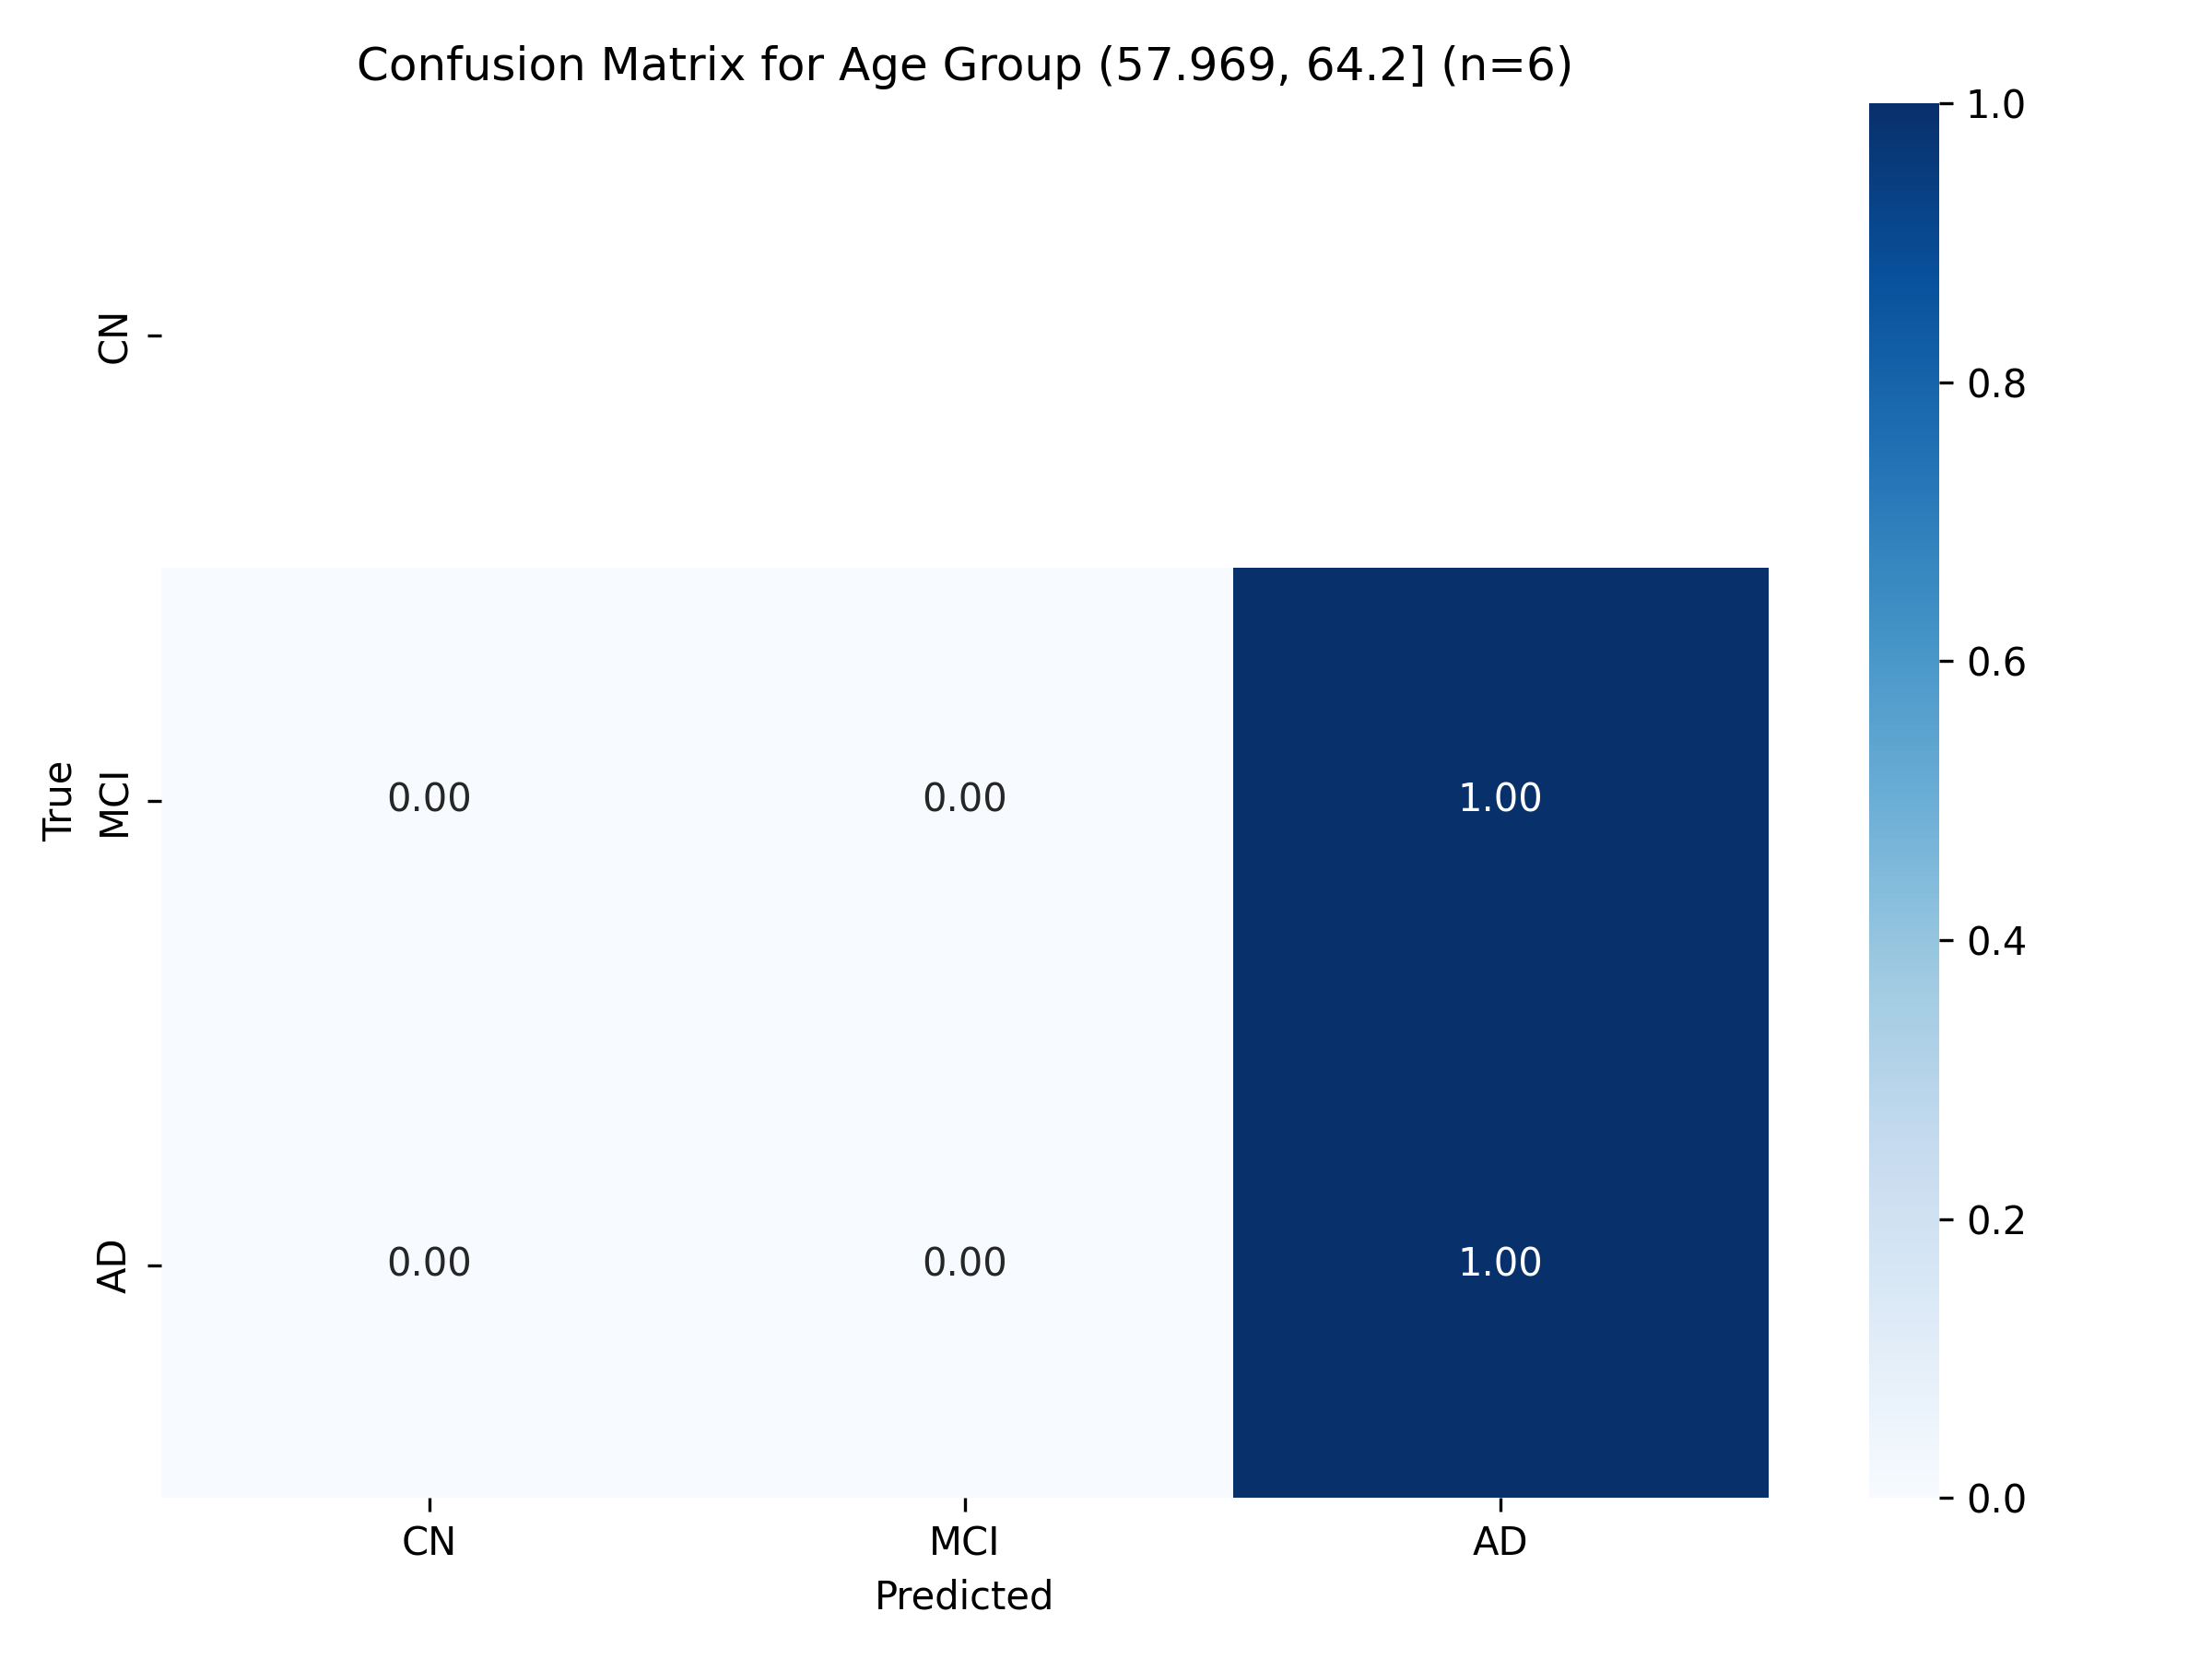 Confusion Matrix for Age Group (57.969, 64.2] (n=6)
1.0
0.8
0.6
0.4
0.2
0.0
True
CN
MCI
AD
0.00 0.00 1.00
0.00 0.00 1.00
CN MCI AD
Predicted